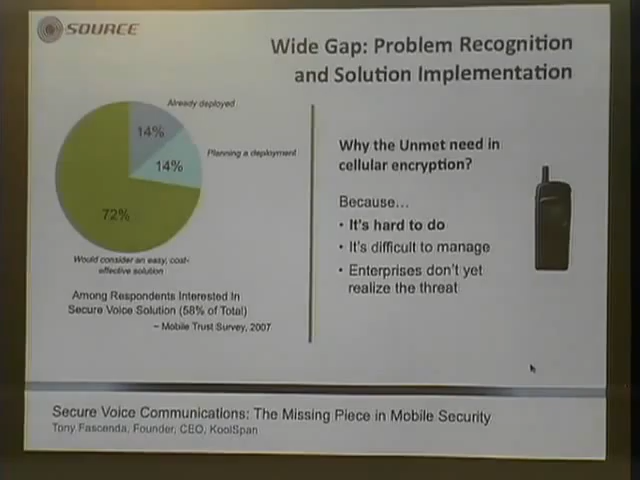 SOURCE
Wide Gap: Problem Recognition
and Solution Implementation
Already deployed
14%
Planning a deployment
14%
72%
Would consider an easy, cost-
effective solution
Among Respondents Interested In
Secure Voice Solution (58% of Total)
– Mobile Trust Survey, 2007
Why the Unmet need in
cellular encryption?
Because...
• It's hard to do
• It's difficult to manage
• Enterprises don't yet
realize the threat
Secure Voice Communications: The Missing Piece in Mobile Security
Tony Fascenda, Founder, CEO, KoolSpan